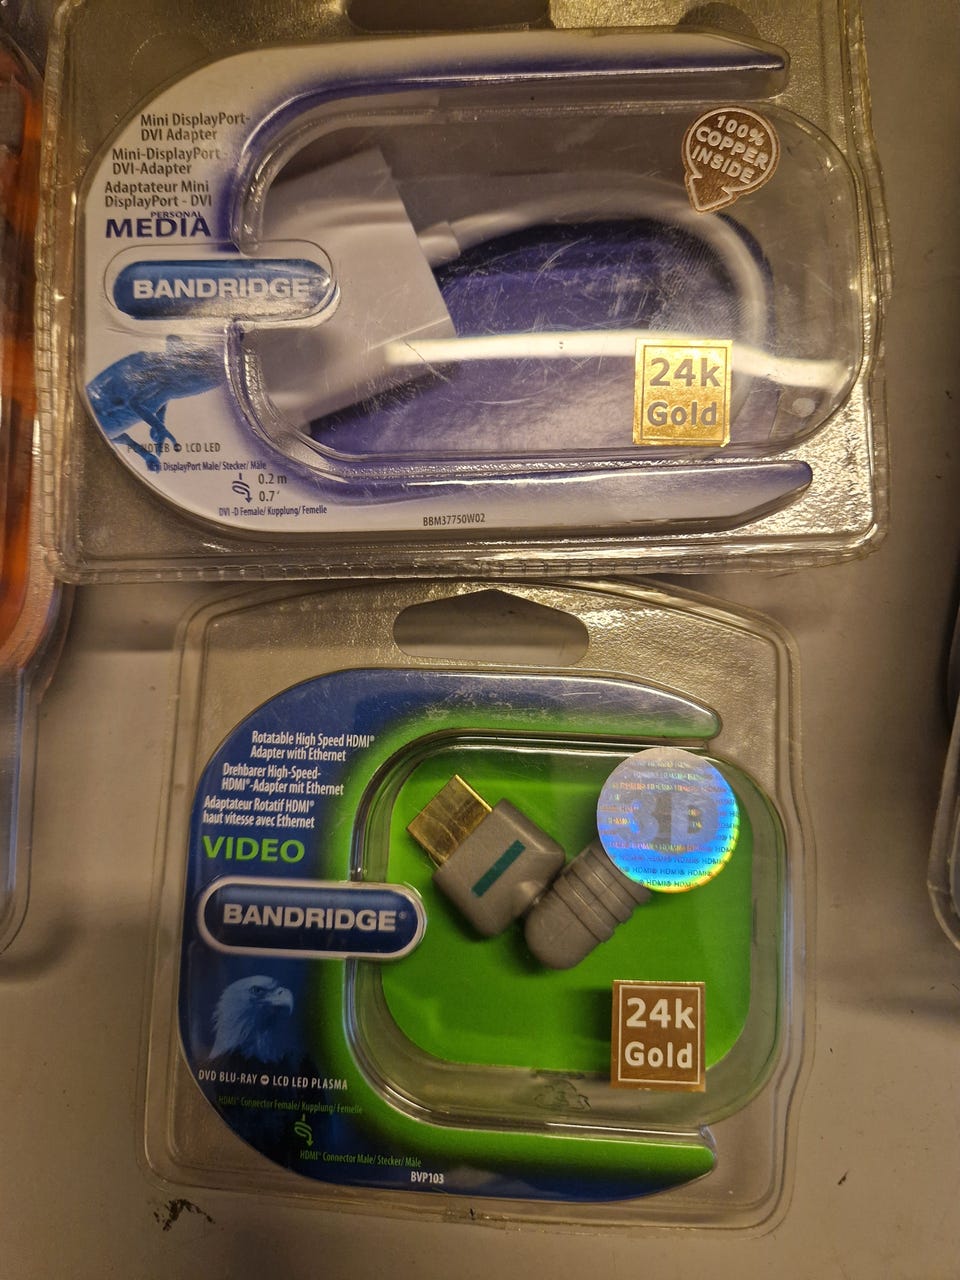 Mini DisplayPort-
DVI Adapter
Mini-DisplayPort -
DVI-Adapter
Adaptateur Mini
DisplayPort - DVI
PERSONAL
MEDIA
BANDRIDGE
100%
COPPER
INSIDE
24k
Gold
LCD LED
DisplayPort Male/ Stecker/ Mâle
0.2 m
0.7'
DVI -D Female/ Kupplung/ Femelle
BBM37750W02
Rotatable High Speed HDMI®
Adapter with Ethernet
Drehbarer High-Speed-
HDMI®-Adapter mit Ethernet
Adaptateur Rotatif HDMI®
haut vitesse avec Ethernet
VIDEO
BANDRIDGE®
3D
HDMI
24k
Gold
DVD BLU-RAY ➔ LCD LED PLASMA
HDMI® Connector Female/ Kupplung/ Femelle
HDMI® Connector Male/ Stecker/ Mâle
BVP103